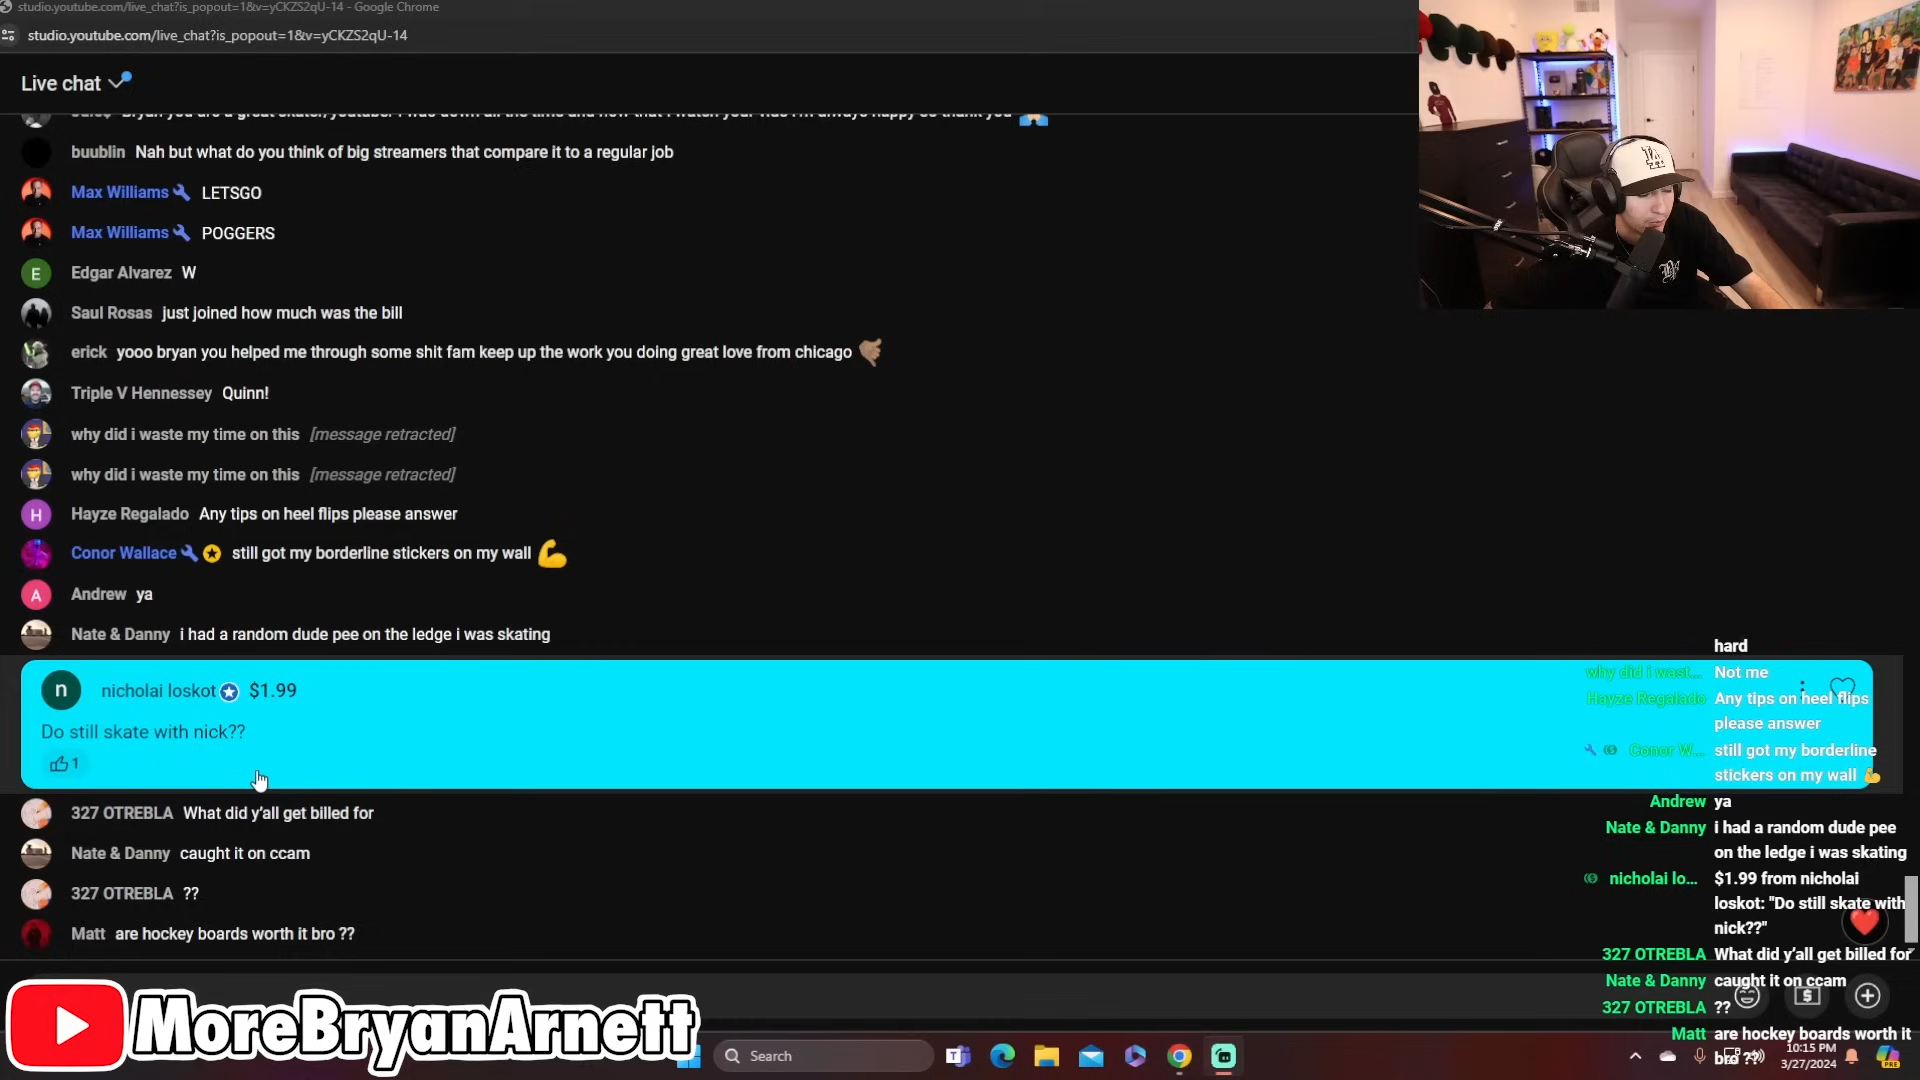 studio.youtube.com/live_chat?is_popout=1&v=yCKZS2qU-14 - Google Chrome
studio.youtube.com/live_chat?is_popout=1&v=yCKZS2qU-14
Live chat
buublin Nah but what do you think of big streamers that compare it to a regular job
Max Williams LETSGO
Max Williams POGGERS
E Edgar Alvarez W
Saul Rosas just joined how much was the bill
erick yooo bryan you helped me through some shit fam keep up the work you doing great love from chicago
Triple V Hennessey Quinn!
why did i waste my time on this [message retracted]
why did i waste my time on this [message retracted]
H Hayze Regalado Any tips on heel flips please answer
Conor Wallace still got my borderline stickers on my wall
A Andrew ya
Nate & Danny i had a random dude pee on the ledge i was skating
n nicholai loskot $1.99
Do still skate with nick??
1
327 OTREBLA What did y'all get billed for
Nate & Danny caught it on ccam
327 OTREBLA ??
Matt are hockey boards worth it bro ??
hard
why did i wast... Not me
Hayze Regalado Any tips on heel flips
please answer
Conor W... still got my borderline
stickers on my wall
Andrew ya
Nate & Danny i had a random dude pee
on the ledge i was skating
nicholai lo... $1.99 from nicholai
loskot: "Do still skate with
nick??"
327 OTREBLA What did y'all get billed for
Nate & Danny caught it on ccam
327 OTREBLA ??
Matt are hockey boards worth it
bro ??
MoreBryanArnett
Search
10:15 PM
3/27/2024
LA